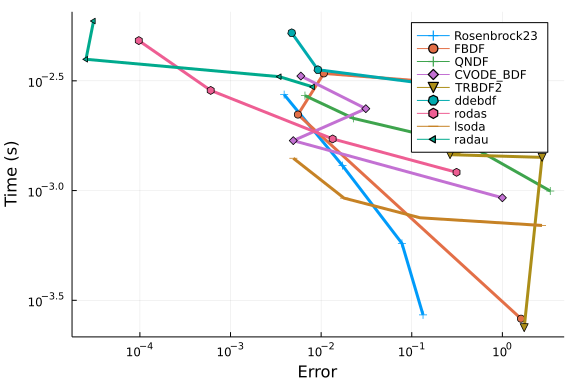 Rosenbrock23
FBDF
QNDF
CVODE_BDF
TRBDF2
ddebdf
rodas
lsoda
radau
Time (s)
10^−2.5
10^−3.0
10^−3.5
10^−4 10^−3 10^−2 10^−1 10^0
Error